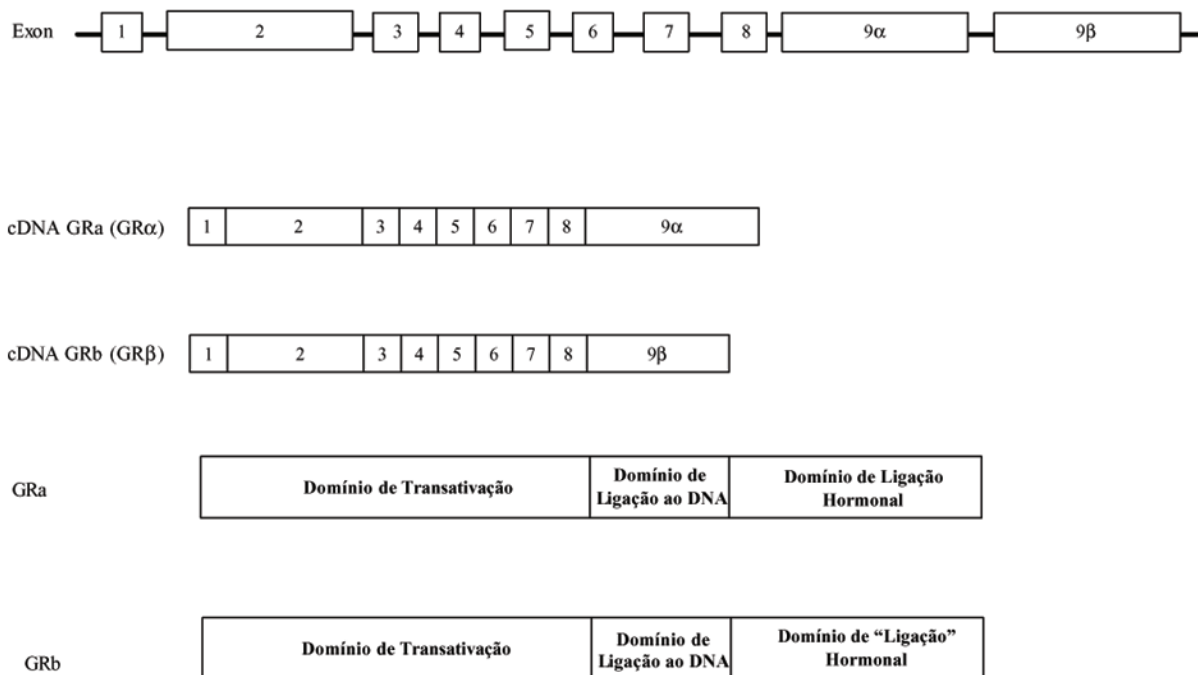 Exon 1 2 3 4 5 6 7 8 9α 9β
cDNA GRa (GRα) 1 2 3 4 5 6 7 8 9α
cDNA GRb (GRβ) 1 2 3 4 5 6 7 8 9β
GRa
Domínio de Transativação
Domínio de
Ligação ao DNA
Domínio de Ligação
Hormonal
GRb
Domínio de Transativação
Domínio de
Ligação ao DNA
Domínio de “Ligação”
Hormonal